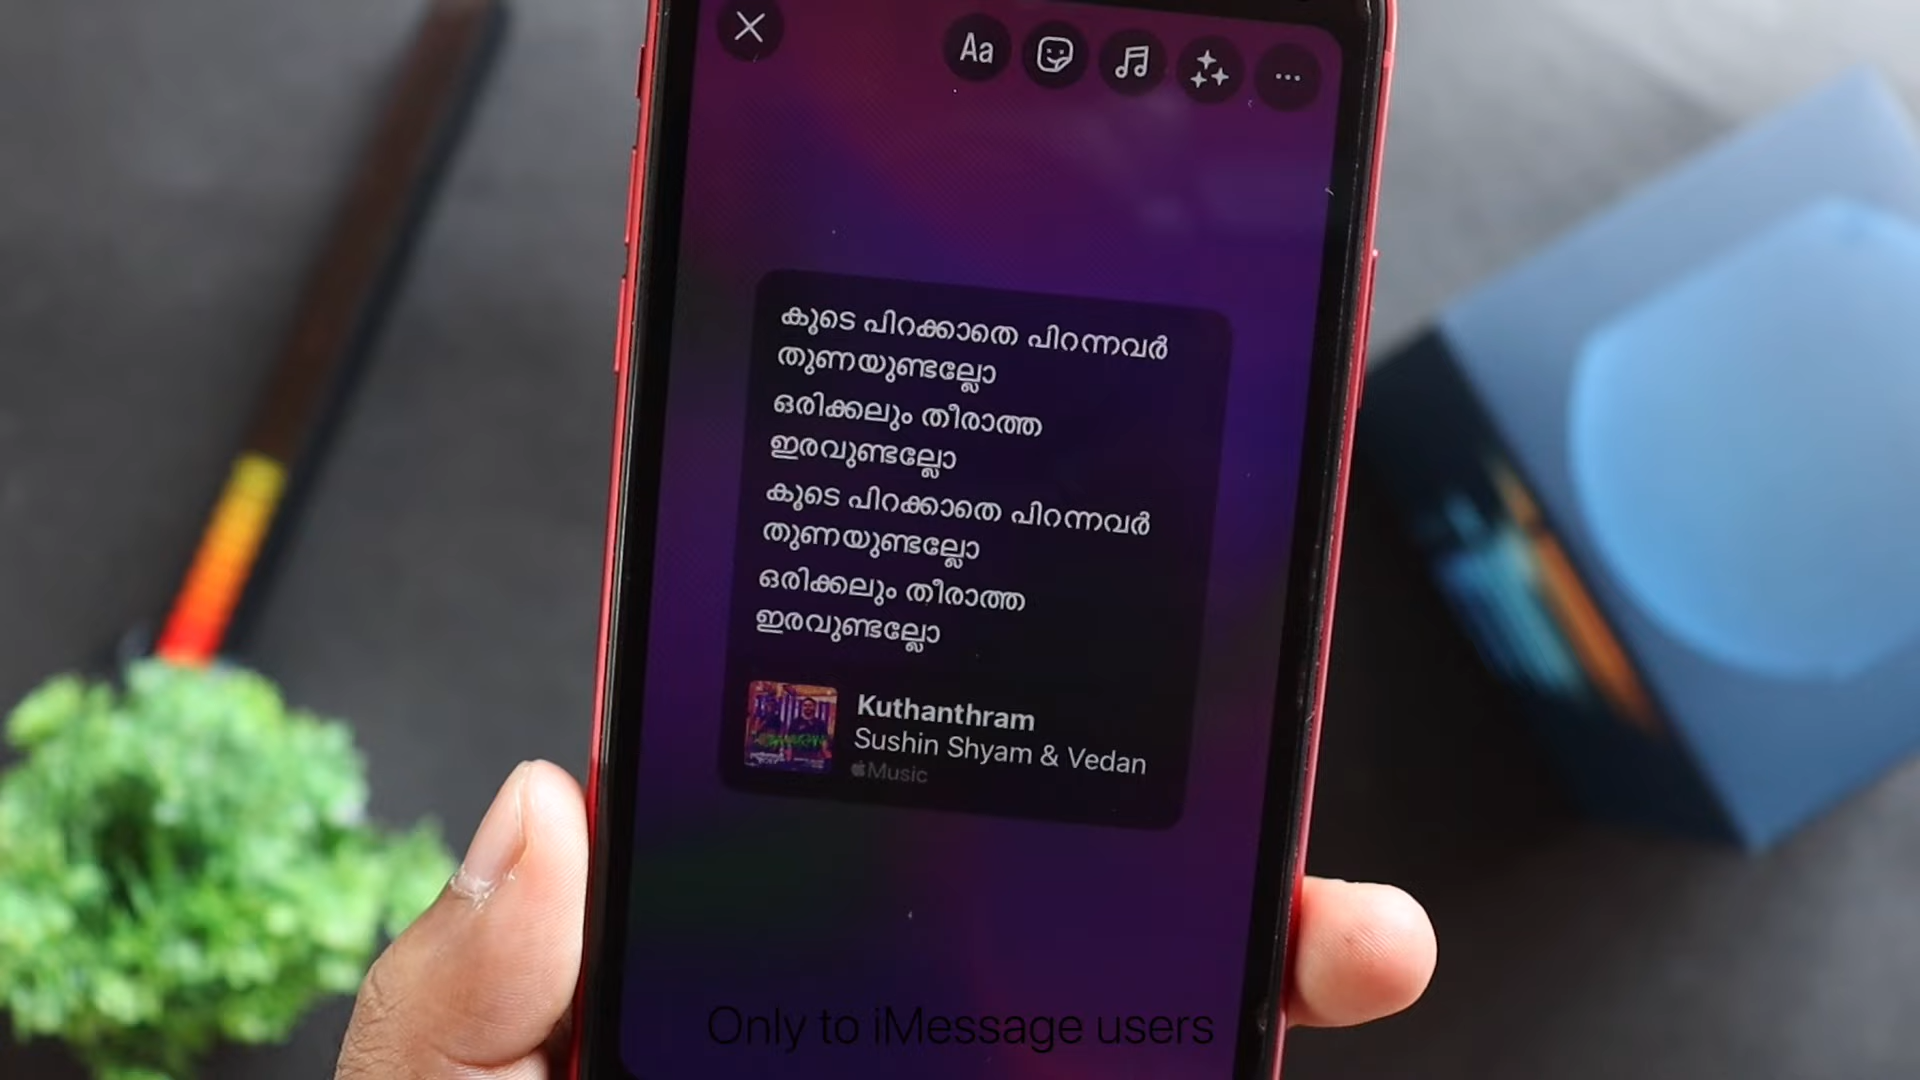 Aa
കൂടെ പിറക്കാതെ പിറന്നവർ
തുണയുണ്ടല്ലോ
ഒരിക്കലും തീരാത്ത
ഇരവുണ്ടല്ലോ
കൂടെ പിറക്കാതെ പിറന്നവർ
തുണയുണ്ടല്ലോ
ഒരിക്കലും തീരാത്ത
ഇരവുണ്ടല്ലോ
Kuthanthram
Sushin Shyam & Vedan
Music
Only to iMessage users